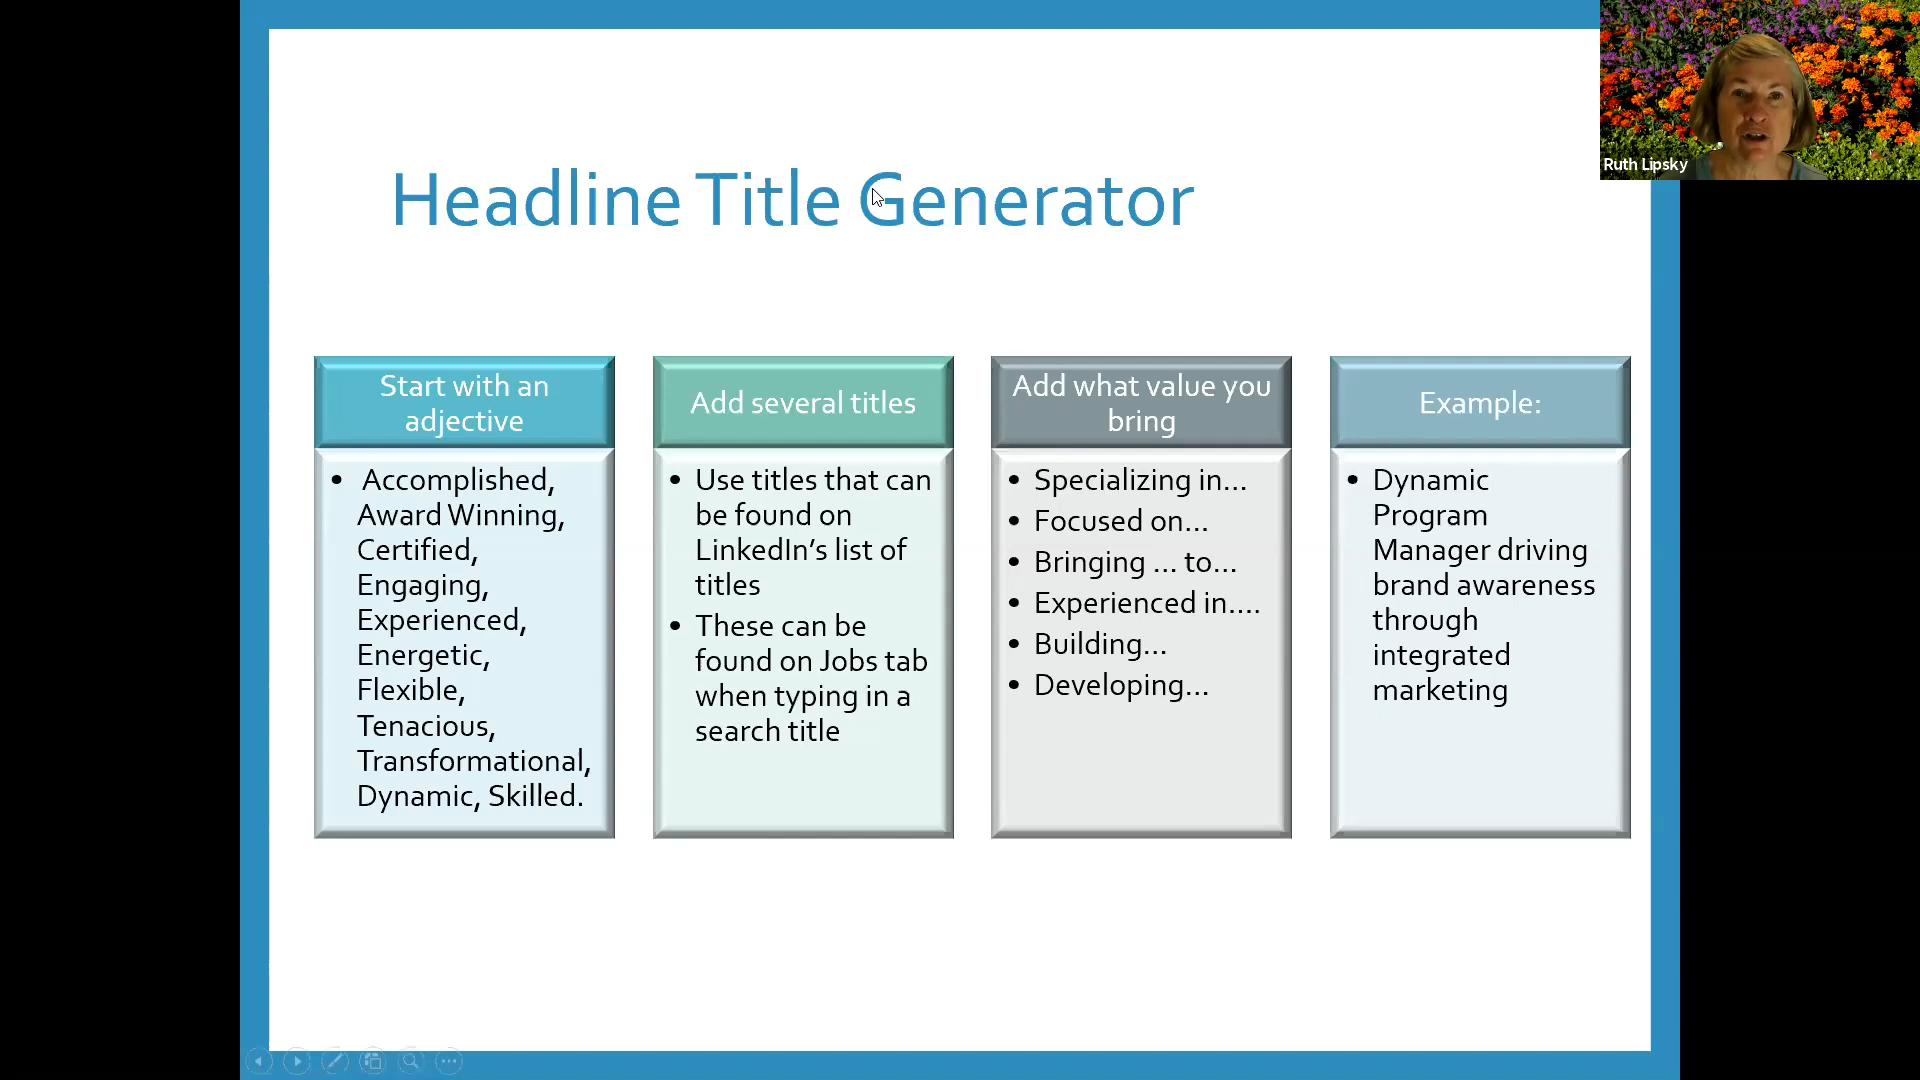 Ruth Lipsky
Headline Title Generator
Start with an
adjective
• Accomplished,
Award Winning,
Certified,
Engaging,
Experienced,
Energetic,
Flexible,
Tenacious,
Transformational,
Dynamic, Skilled.
Add several titles
• Use titles that can
be found on
LinkedIn’s list of
titles
• These can be
found on Jobs tab
when typing in a
search title
Add what value you
bring
• Specializing in...
• Focused on...
• Bringing ... to...
• Experienced in....
• Building...
• Developing...
Example:
• Dynamic
Program
Manager driving
brand awareness
through
integrated
marketing